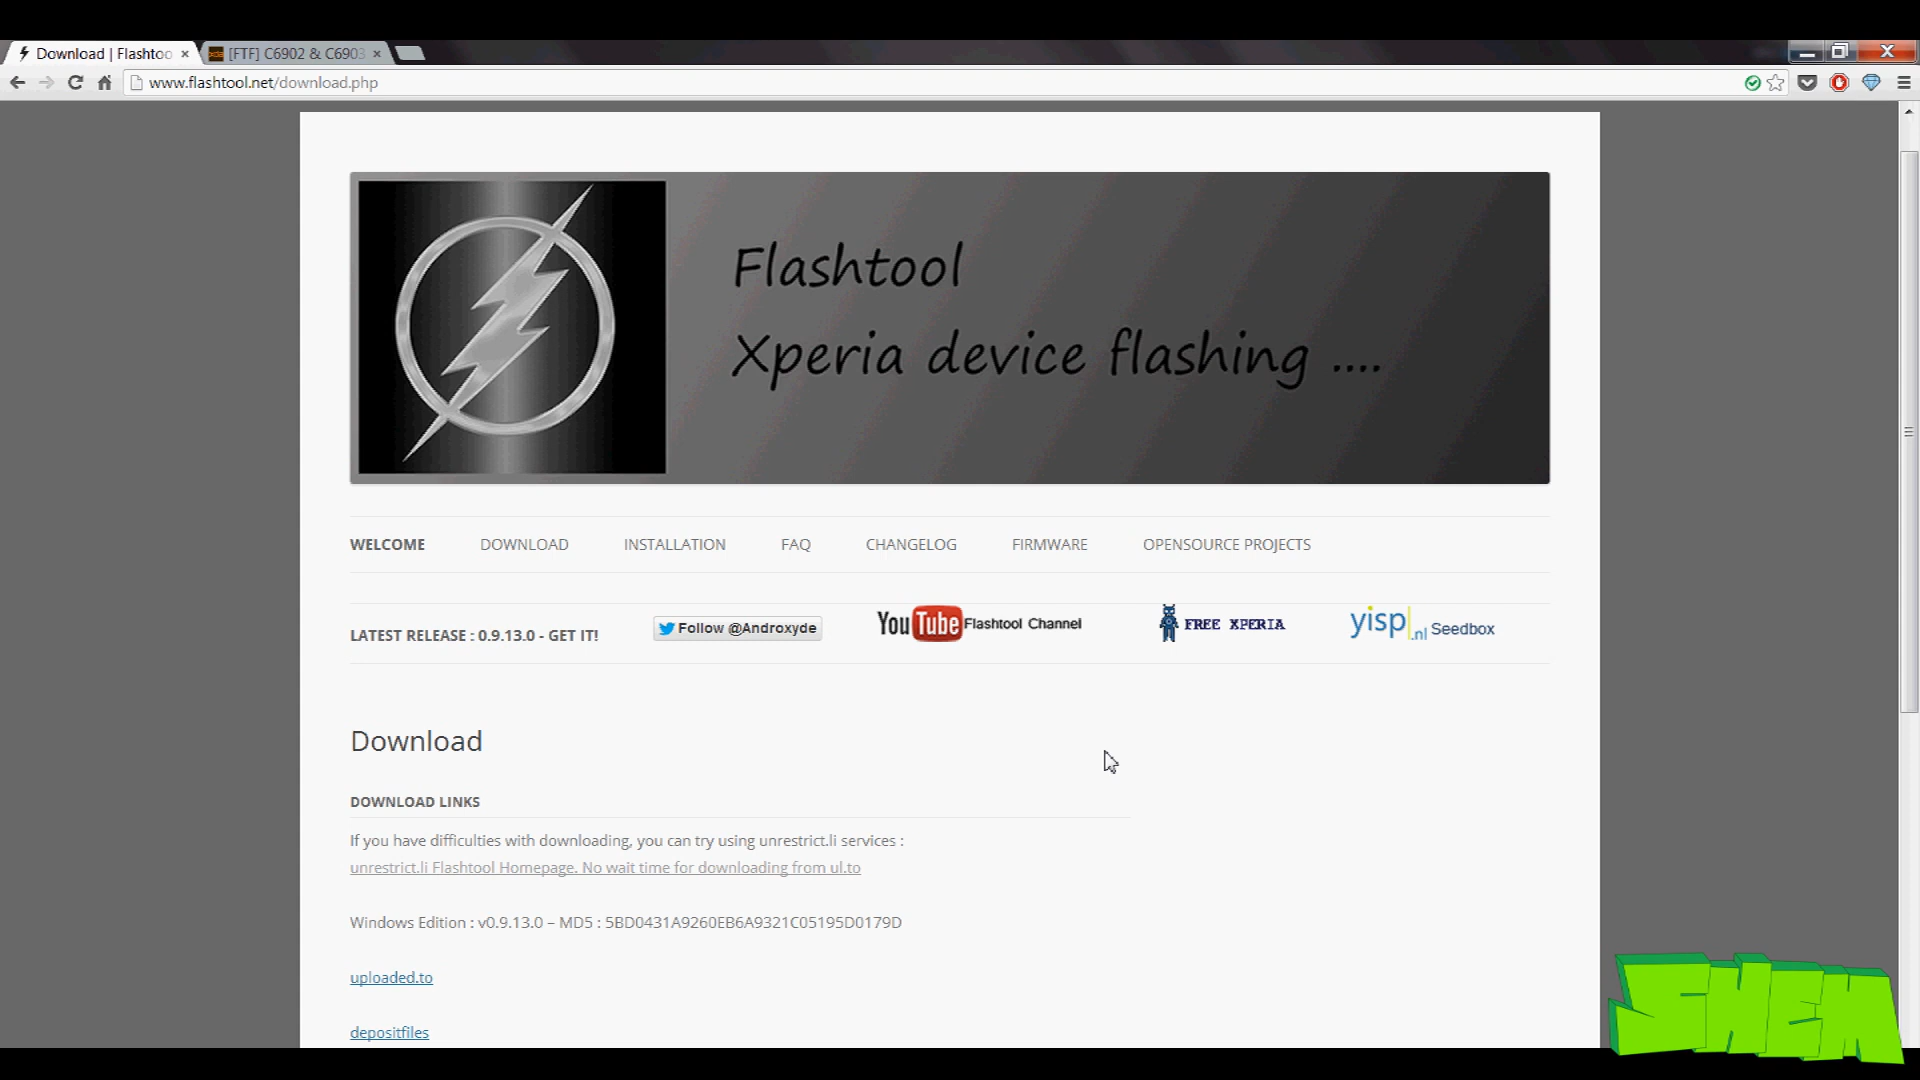 Download | Flashtoo
[FTF] C6902 & C6903
www.flashtool.net/download.php
Flashtool
Xperia device flashing ....
WELCOME
DOWNLOAD
INSTALLATION
FAQ
CHANGELOG
FIRMWARE
OPENSOURCE PROJECTS
LATEST RELEASE : 0.9.13.0 - GET IT!
Follow @Androxyde
YouTube Flashtool Channel
FREE XPERIA
yisp.nl Seedbox
Download
DOWNLOAD LINKS
If you have difficulties with downloading, you can try using unrestrict.li services :
unrestrict.li Flashtool Homepage. No wait time for downloading from ul.to
Windows Edition : v0.9.13.0 – MD5 : 5BD0431A9260EB6A9321C05195D0179D
uploaded.to
depositfiles